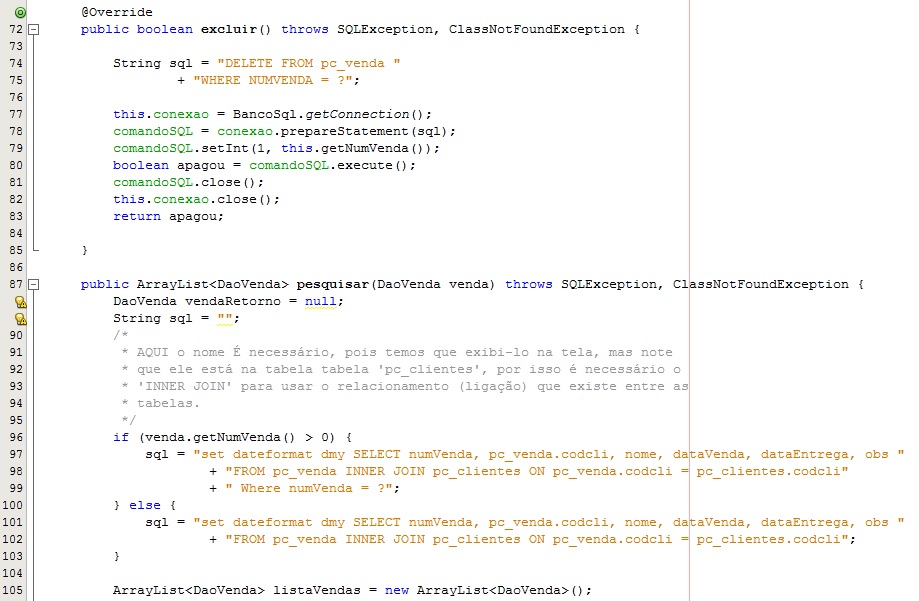 @Override
72 public boolean excluir() throws SQLException, ClassNotFoundException {
73
74 String sql = "DELETE FROM pc_venda "
75 + "WHERE NUMVENDA = ?";
76
77 this.conexao = BancoSql.getConnection();
78 comandoSQL = conexao.prepareStatement(sql);
79 comandoSQL.setInt(1, this.getNumVenda());
80 boolean apagou = comandoSQL.execute();
81 comandoSQL.close();
82 this.conexao.close();
83 return apagou;
84
85 }
86
87 public ArrayList<DaoVenda> pesquisar(DaoVenda venda) throws SQLException, ClassNotFoundException {
DaoVenda vendaRetorno = null;
String sql = "";
90 /*
91 * AQUI o nome É necessário, pois temos que exibi-lo na tela, mas note
92 * que ele está na tabela tabela 'pc_clientes', por isso é necessário o
93 * 'INNER JOIN' para usar o relacionamento (ligação) que existe entre as
94 * tabelas.
95 */
96 if (venda.getNumVenda() > 0) {
97 sql = "set dateformat dmy SELECT numVenda, pc_venda.codcli, nome, dataVenda, dataEntrega, obs "
98 + "FROM pc_venda INNER JOIN pc_clientes ON pc_venda.codcli = pc_clientes.codcli"
99 + " Where numVenda = ?";
100 } else {
101 sql = "set dateformat dmy SELECT numVenda, pc_venda.codcli, nome, dataVenda, dataEntrega, obs "
102 + "FROM pc_venda INNER JOIN pc_clientes ON pc_venda.codcli = pc_clientes.codcli";
103 }
104
105 ArrayList<DaoVenda> listaVendas = new ArrayList<DaoVenda>();